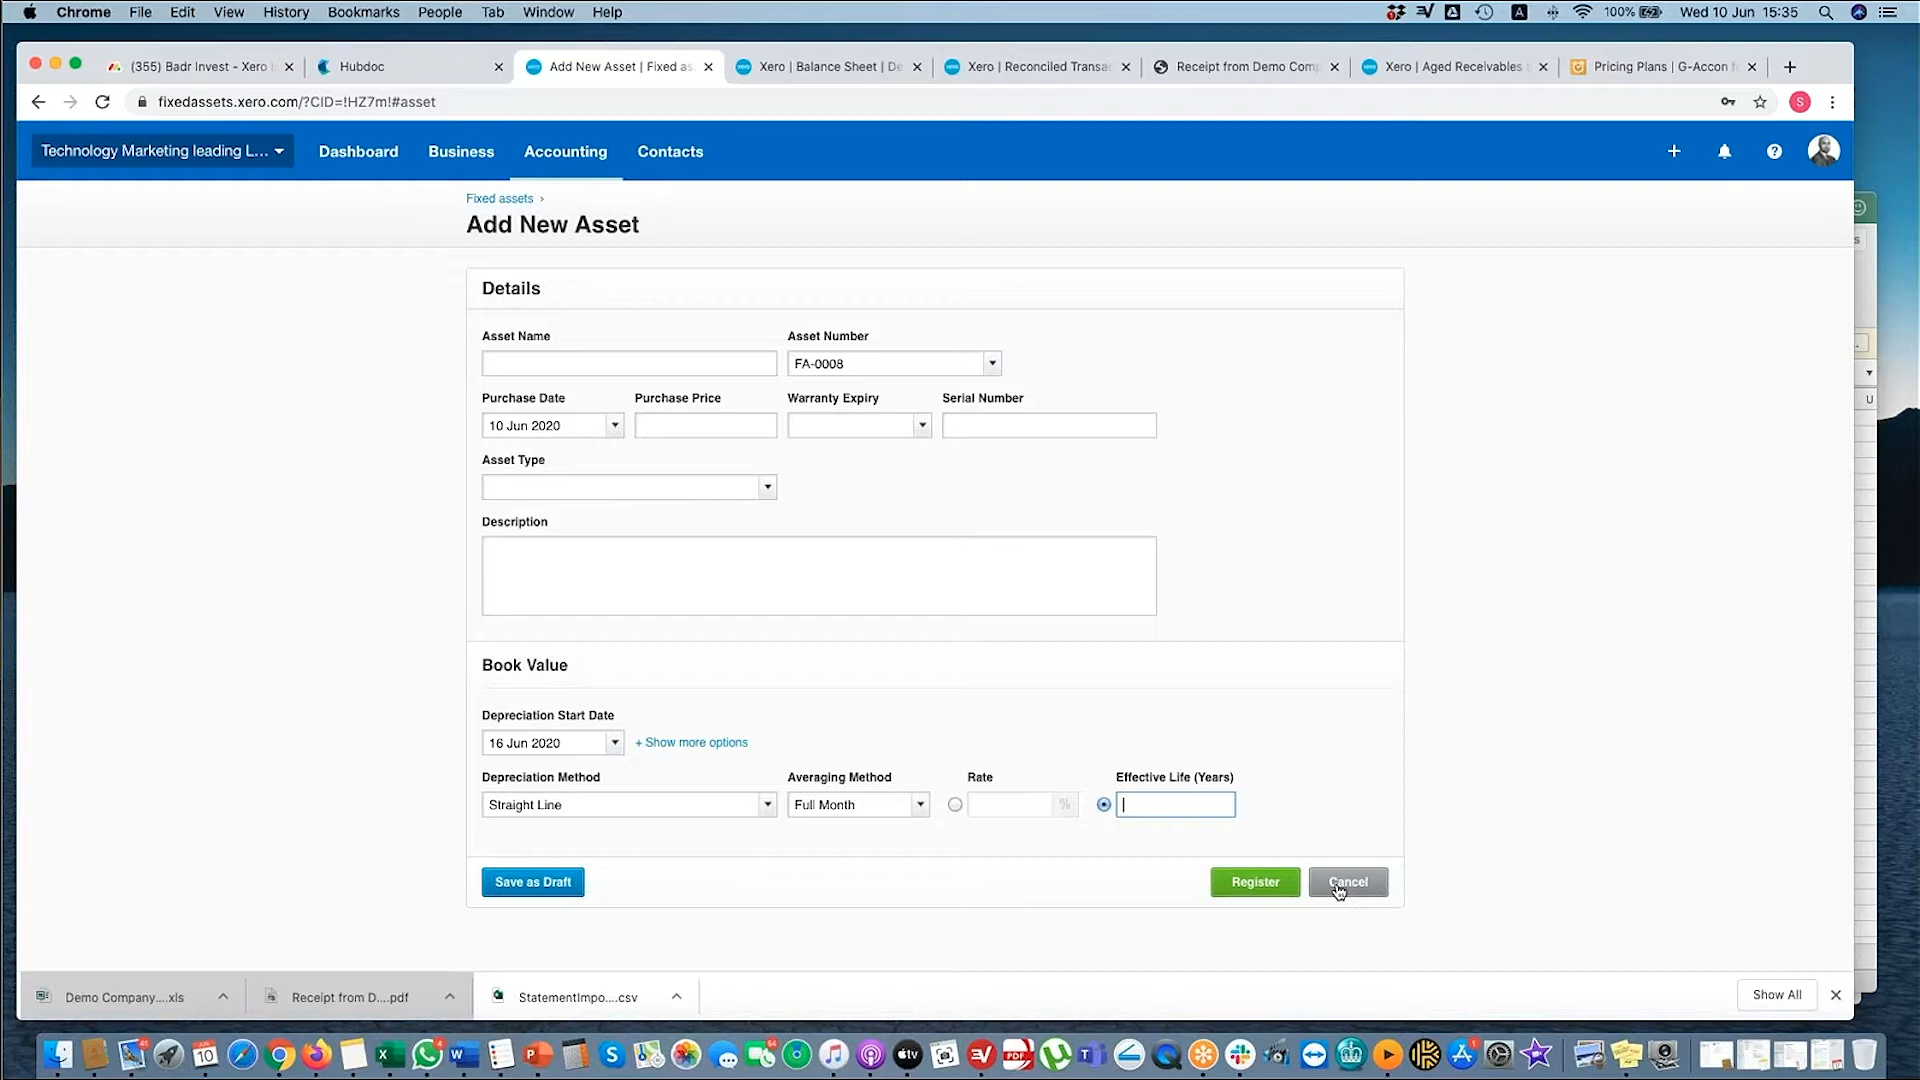 Chrome File Edit View History Bookmarks People Tab Window Help 100% Wed 10 Jun 15:35
(355) Badr Invest - Xero
Hubdoc
Add New Asset | Fixed as
Xero | Balance Sheet | De
Xero | Reconciled Transa
Receipt from Demo Comp
Xero | Aged Receivables
Pricing Plans | G-Accon f
fixedassets.xero.com/?CID=!HZ7m!#asset
S
Technology Marketing leading L... Dashboard Business Accounting Contacts
Fixed assets ›
Add New Asset
Details
Asset Name Asset Number
FA-0008
Purchase Date Purchase Price Warranty Expiry Serial Number
10 Jun 2020
Asset Type
Description
Book Value
Depreciation Start Date
16 Jun 2020 + Show more options
Depreciation Method Averaging Method Rate Effective Life (Years)
Straight Line Full Month %
Save as Draft Register Cancel
Demo Company....xls Receipt from D....pdf StatementImpo....csv Show All